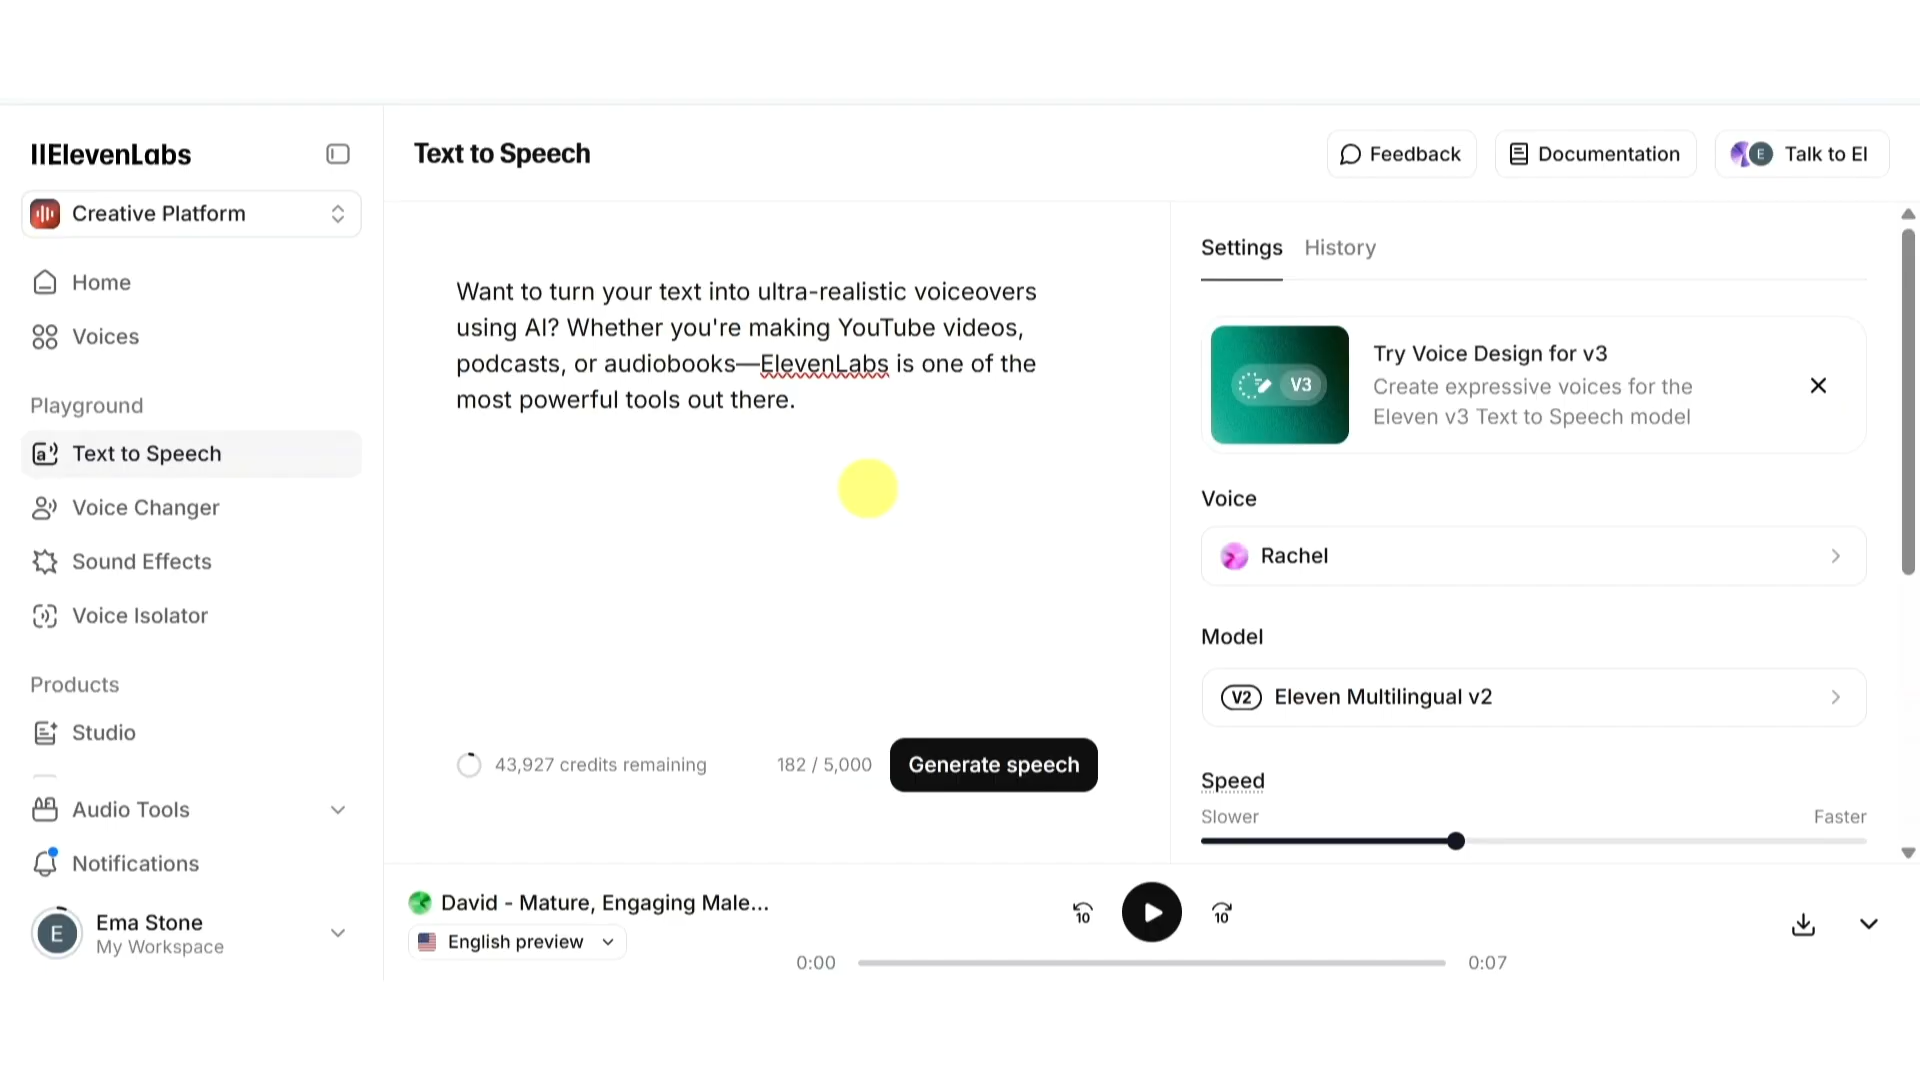 IIElevenLabs
Creative Platform
Home
Voices
Playground
Text to Speech
Voice Changer
Sound Effects
Voice Isolator
Products
Studio
Audio Tools
Notifications
E
Ema Stone
My Workspace
Text to Speech
Feedback
Documentation
E
Talk to El
Want to turn your text into ultra-realistic voiceovers
using AI? Whether you're making YouTube videos,
podcasts, or audiobooks—ElevenLabs is one of the
most powerful tools out there.
43,927 credits remaining
182 / 5,000
Generate speech
Settings
History
V3
Try Voice Design for v3
Create expressive voices for the
Eleven v3 Text to Speech model
Voice
Rachel
Model
V2
Eleven Multilingual v2
Speed
Slower
Faster
David - Mature, Engaging Male...
English preview
10
10
0:00
0:07